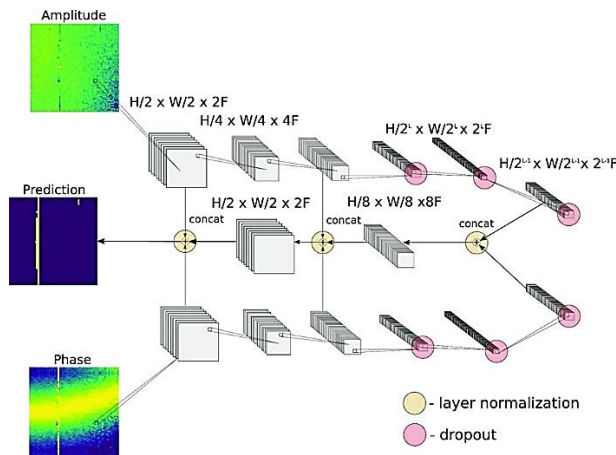 Amplitude
H/2 x W/2 x 2F
H/4 x W/4 x 4F
H/2ᴸ x W/2ᴸ x 2ᴸF
H/2ᴸ⁻¹ x W/2ᴸ⁻¹x 2ᴸ⁻¹F
Prediction
H/2 x W/2 x 2F
concat
H/8 x W/8 x8F
concat
concat
Phase
- layer normalization
- dropout